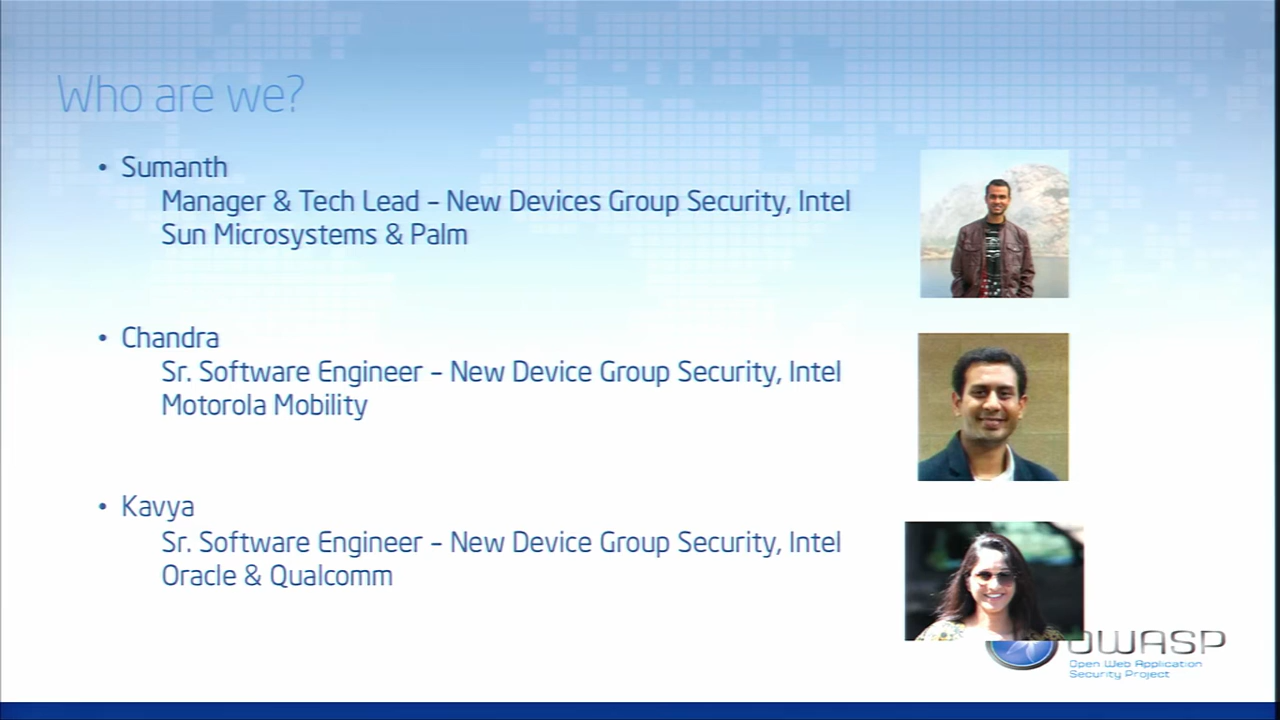 Who are we?
• Sumanth
Manager & Tech Lead – New Devices Group Security, Intel
Sun Microsystems & Palm
• Chandra
Sr. Software Engineer – New Device Group Security, Intel
Motorola Mobility
• Kavya
Sr. Software Engineer – New Device Group Security, Intel
Oracle & Qualcomm
OWASP
Open Web Application
Security Project